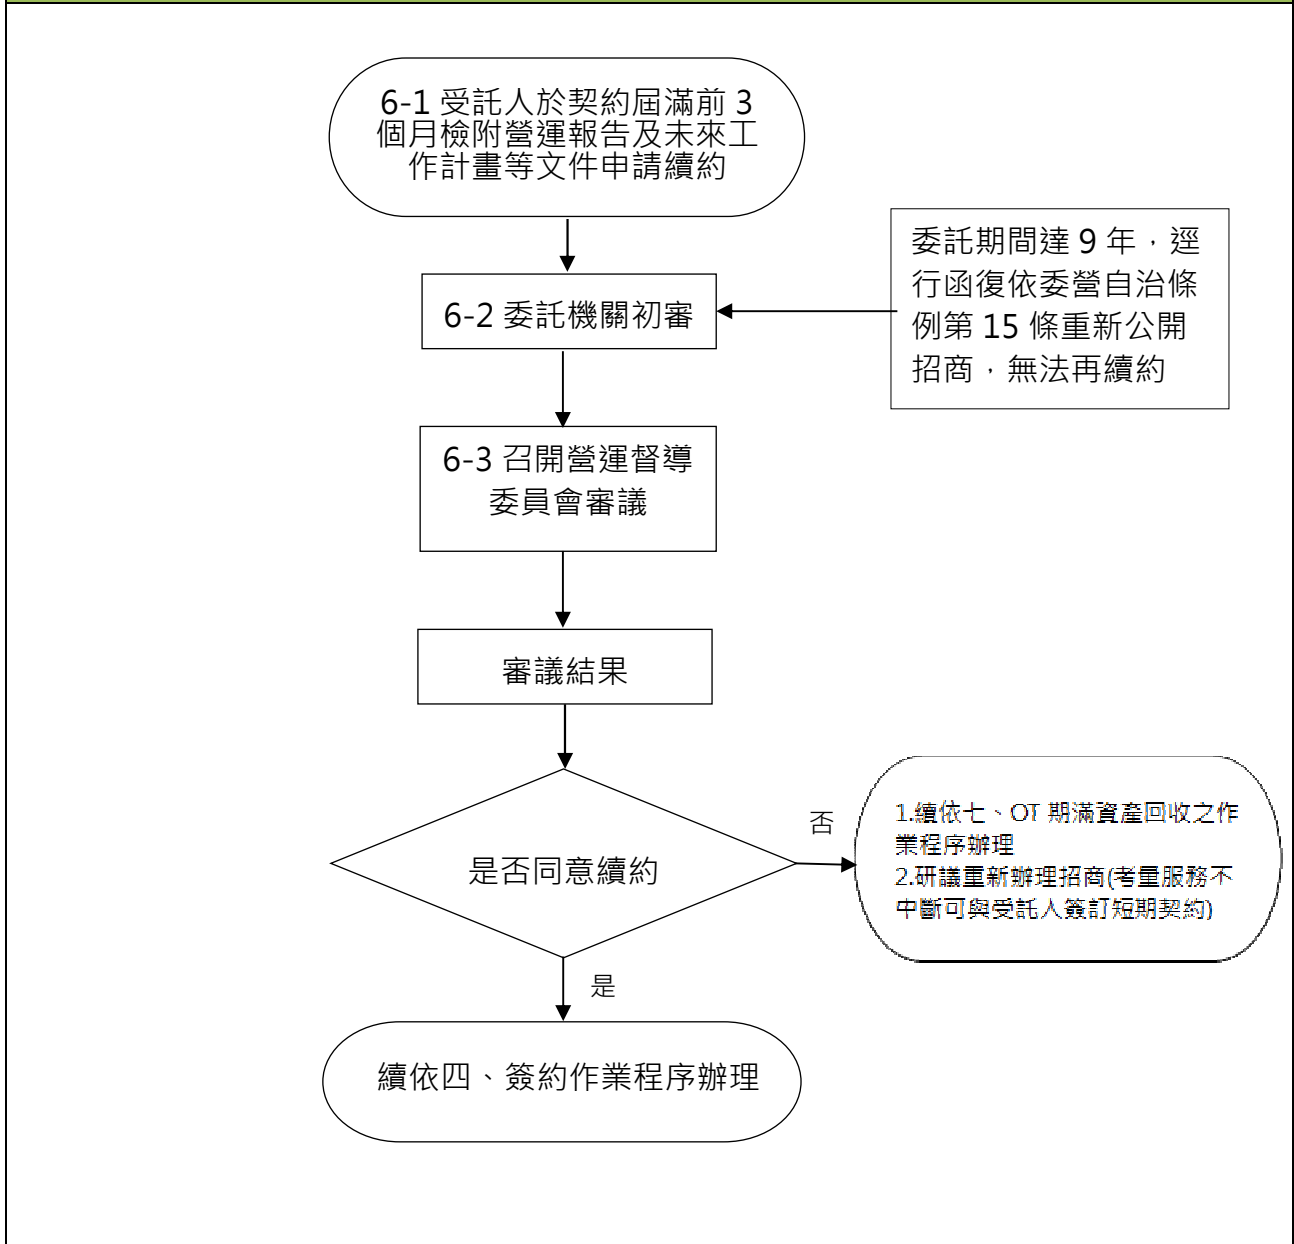 6-1 受託人於契約屆滿前 3
個月檢附營運報告及未來工
作計畫等文件申請續約
委託期間達 9 年，逕
行函復依委營自治條
例第 15 條重新公開
招商，無法再續約
6-2 委託機關初審
6-3 召開營運督導
委員會審議
審議結果
是否同意續約
否
1.續依七、OT 期滿資產回收之作
業程序辦理
2.研議重新辦理招商(考量服務不
中斷可與受託人簽訂短期契約)
是
續依四、簽約作業程序辦理